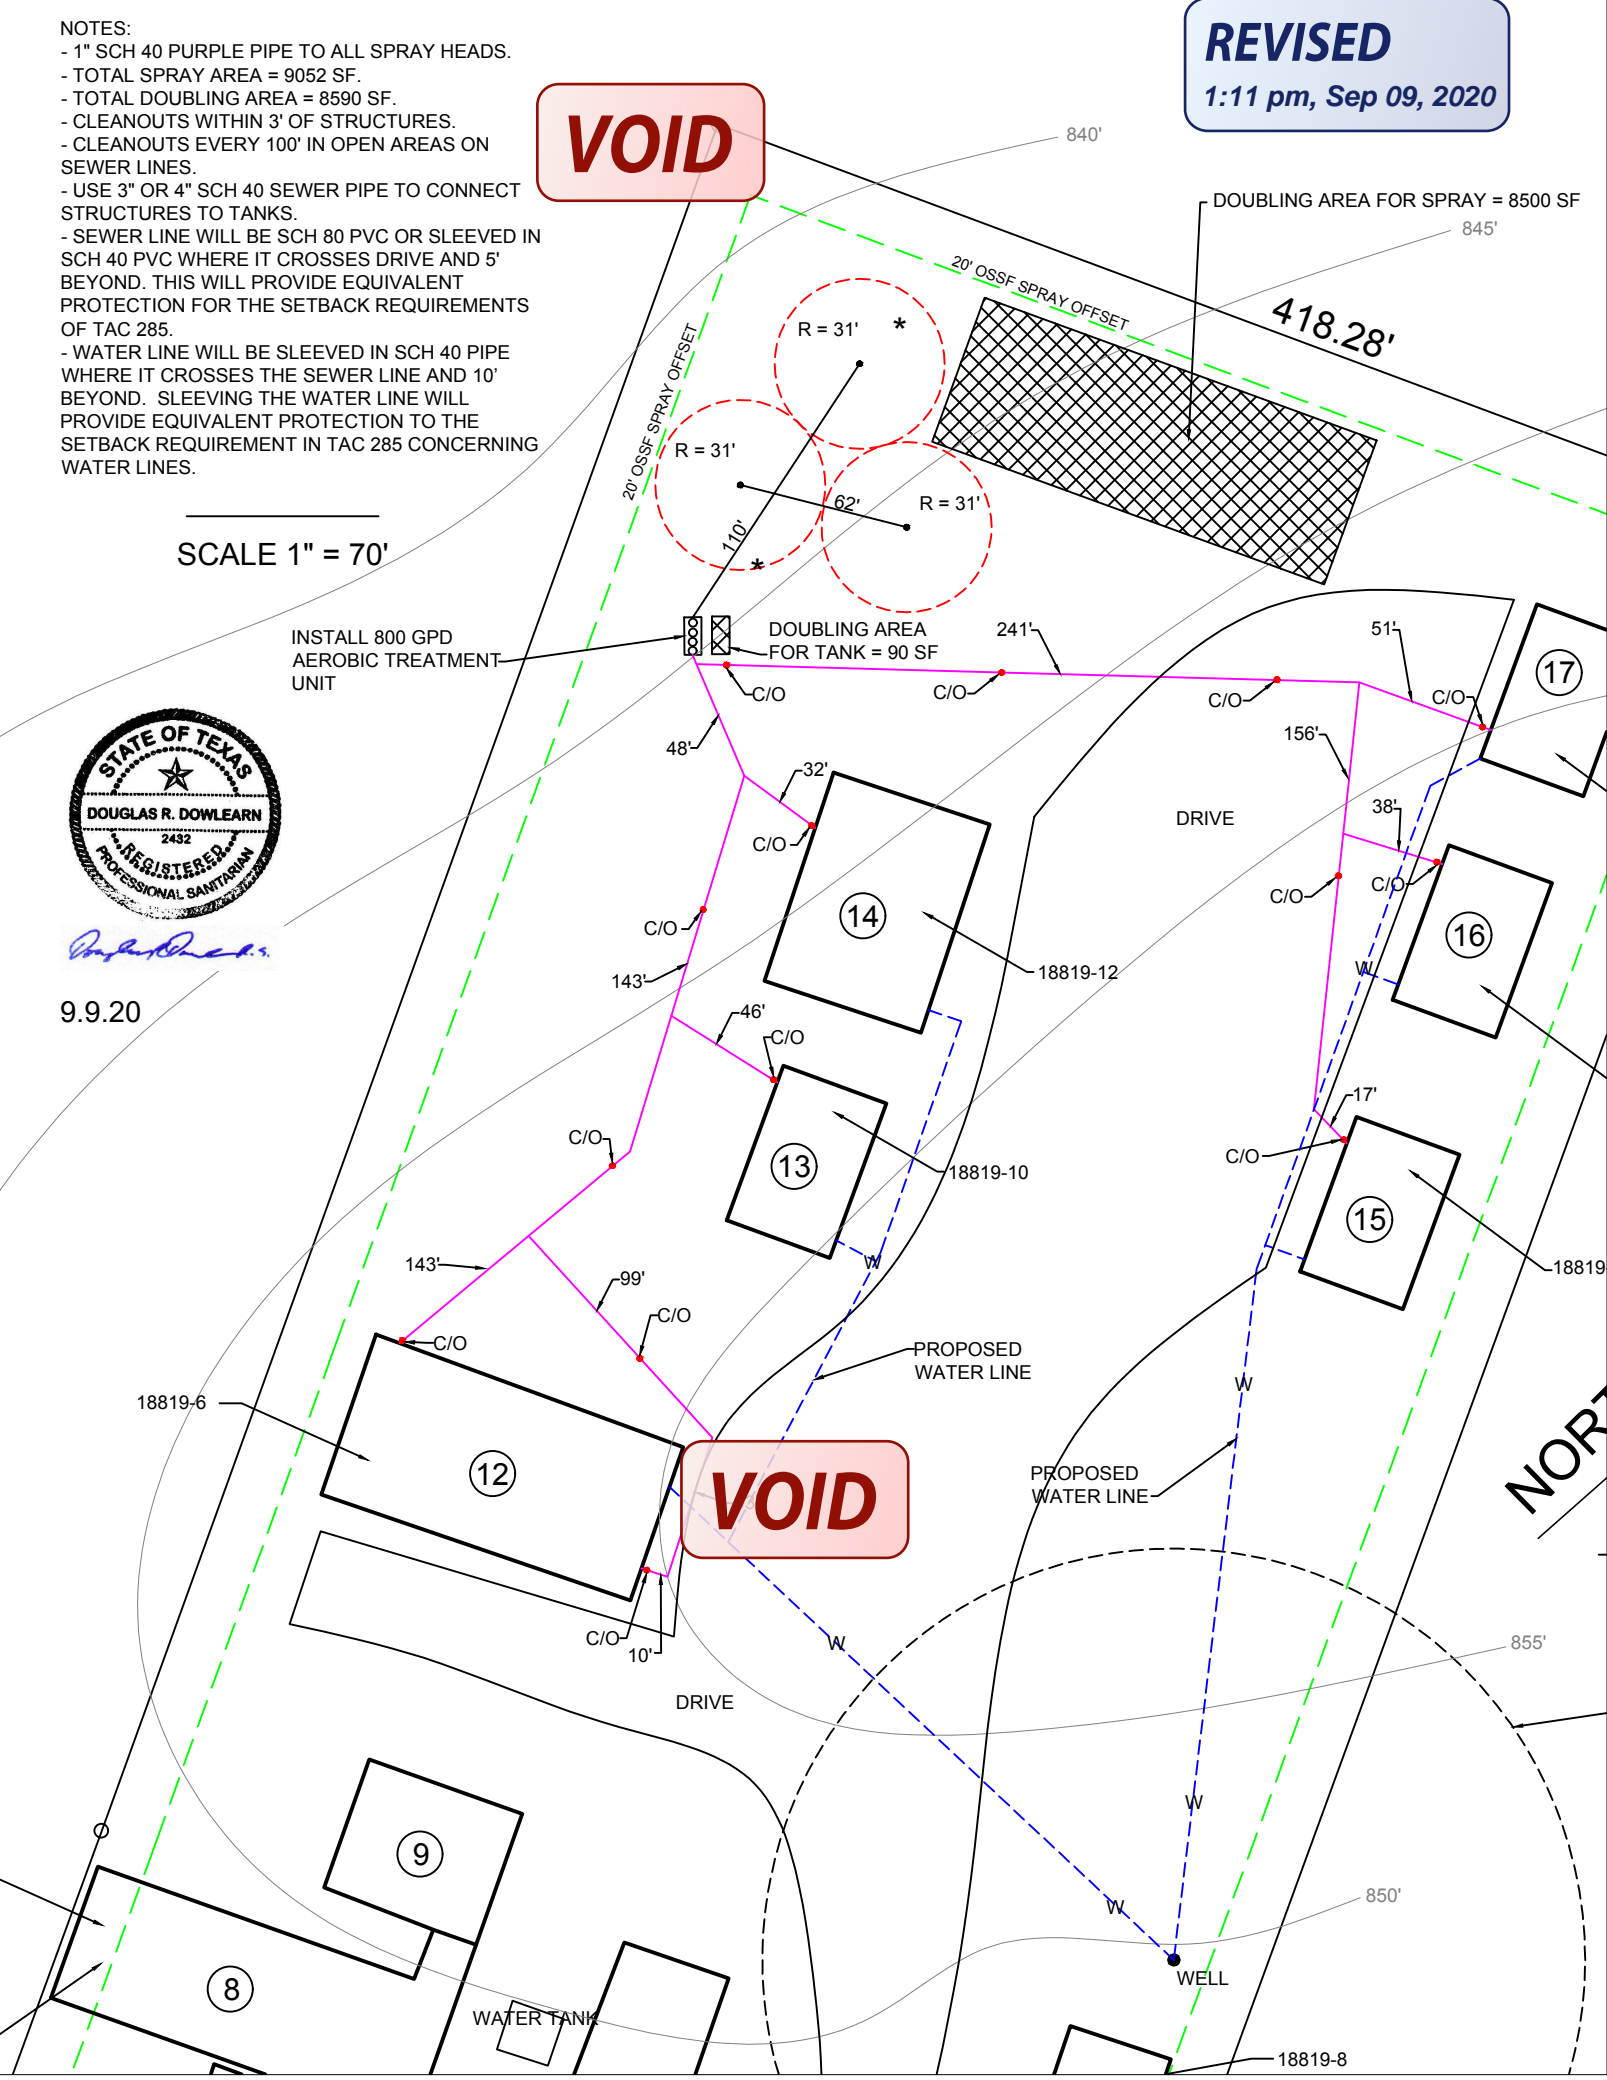 NOTES:
- 1" SCH 40 PURPLE PIPE TO ALL SPRAY HEADS.
- TOTAL SPRAY AREA = 9052 SF.
- TOTAL DOUBLING AREA = 8590 SF.
- CLEANOUTS WITHIN 3' OF STRUCTURES.
- CLEANOUTS EVERY 100' IN OPEN AREAS ON
SEWER LINES.
- USE 3" OR 4" SCH 40 SEWER PIPE TO CONNECT
STRUCTURES TO TANKS.
- SEWER LINE WILL BE SCH 80 PVC OR SLEEVED IN
SCH 40 PVC WHERE IT CROSSES DRIVE AND 5'
BEYOND. THIS WILL PROVIDE EQUIVALENT
PROTECTION FOR THE SETBACK REQUIREMENTS
OF TAC 285.
- WATER LINE WILL BE SLEEVED IN SCH 40 PIPE
WHERE IT CROSSES THE SEWER LINE AND 10'
BEYOND. SLEEVING THE WATER LINE WILL
PROVIDE EQUIVALENT PROTECTION TO THE
SETBACK REQUIREMENT IN TAC 285 CONCERNING
WATER LINES.
SCALE 1" = 70'
VOID
REVISED
1:11 pm, Sep 09, 2020
840'
DOUBLING AREA FOR SPRAY = 8500 SF
845'
20' OSSF SPRAY OFFSET
418.28'
20' OSSF SPRAY OFFSET
R = 31'
*
R = 31'
R = 31'
62'
110'
*
INSTALL 800 GPD
AEROBIC TREATMENT
UNIT
DOUBLING AREA
FOR TANK = 90 SF
241'
51'
17
C/O
C/O
C/O
C/O
48'
156'
STATE OF TEXAS
DOUGLAS R. DOWLEARN
2432
REGISTERED
PROFESSIONAL SANITARIAN
9.9.20
32'
C/O
DRIVE
38'
C/O
C/O
14
C/O
16
18819-12
W
143'
46'
C/O
C/O
13
18819-10
17'
C/O
15
18819-
W
143'
99'
C/O
C/O
PROPOSED
WATER LINE
W
18819-6
12
VOID
PROPOSED
WATER LINE
C/O
10'
W
855'
DRIVE
W
9
850'
W
WELL
8
WATER TANK
18819-8